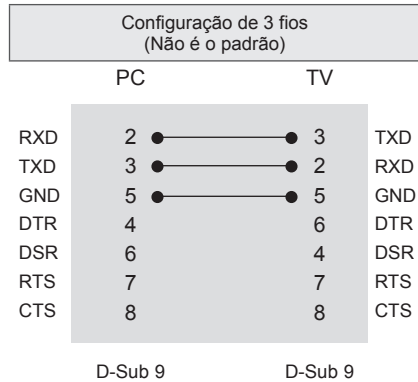 Configuração de 3 fios
(Não é o padrão)
PC TV
RXD 2 3 TXD
TXD 3 2 RXD
GND 5 5 GND
DTR 4 6 DTR
DSR 6 4 DSR
RTS 7 7 RTS
CTS 8 8 CTS
D-Sub 9 D-Sub 9